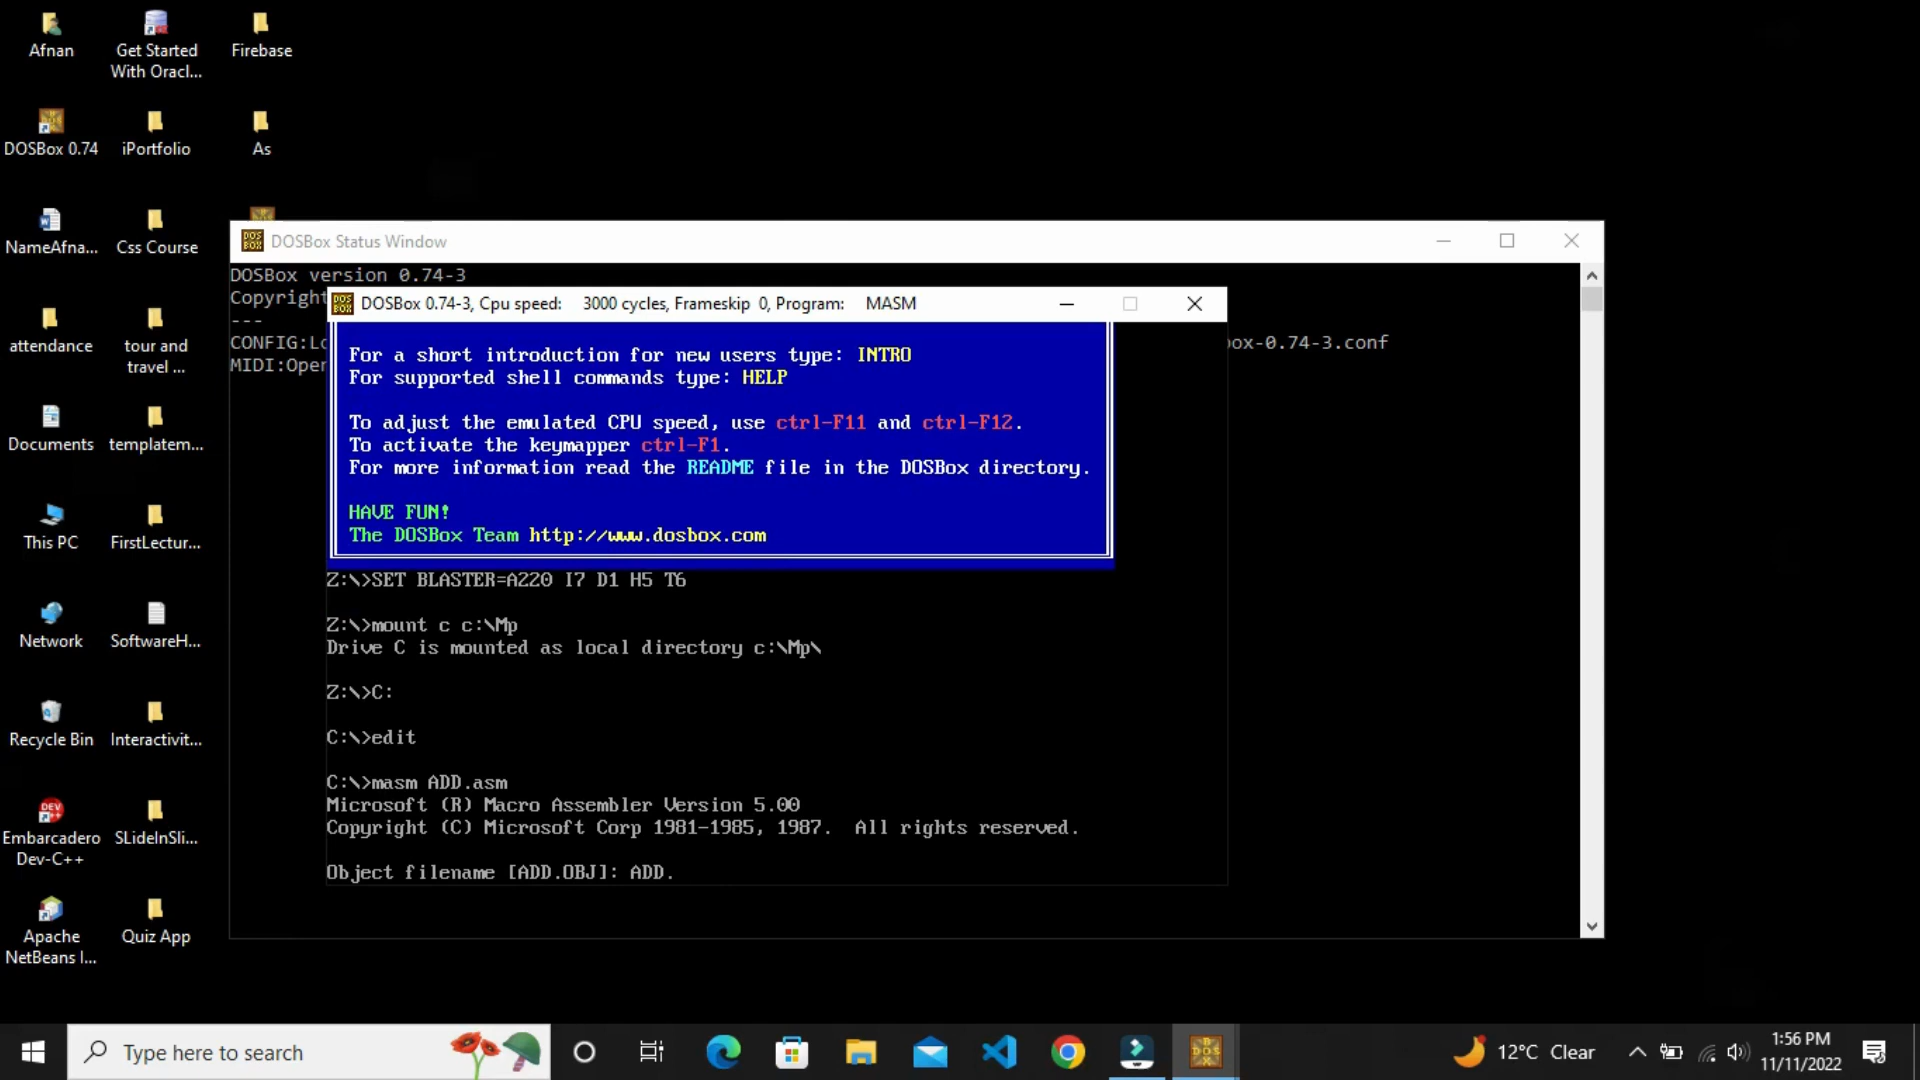 Afnan
Get Started
With Oracl...
Firebase
DOSBox 0.74
iPortfolio
As
NameAfna...
Css Course
attendance
tour and
travel ...
Documents
templatem...
This PC
FirstLectur...
Network
SoftwareH...
Recycle Bin
Interactivit...
Embarcadero
Dev-C++
SLideInSli...
Apache
NetBeans I...
Quiz App
DOSBox Status Window
DOSBox version 0.74-3
Copyright
---
CONFIG:Lo
ox-0.74-3.conf
MIDI:Open
DOSBox 0.74-3, Cpu speed: 3000 cycles, Frameskip 0, Program: MASM
For a short introduction for new users type: INTRO
For supported shell commands type: HELP
To adjust the emulated CPU speed, use ctrl-F11 and ctrl-F12.
To activate the keymapper ctrl-F1.
For more information read the README file in the DOSBox directory.
HAVE FUN!
The DOSBox Team http://www.dosbox.com
Z:\>SET BLASTER=A220 I7 D1 H5 T6
Z:\>mount c c:\Mp
Drive C is mounted as local directory c:\Mp\
Z:\>C:
C:\>edit
C:\>masm ADD.asm
Microsoft (R) Macro Assembler Version 5.00
Copyright (C) Microsoft Corp 1981-1985, 1987.  All rights reserved.
Object filename [ADD.OBJ]: ADD.
Type here to search
12°C Clear
1:56 PM
11/11/2022